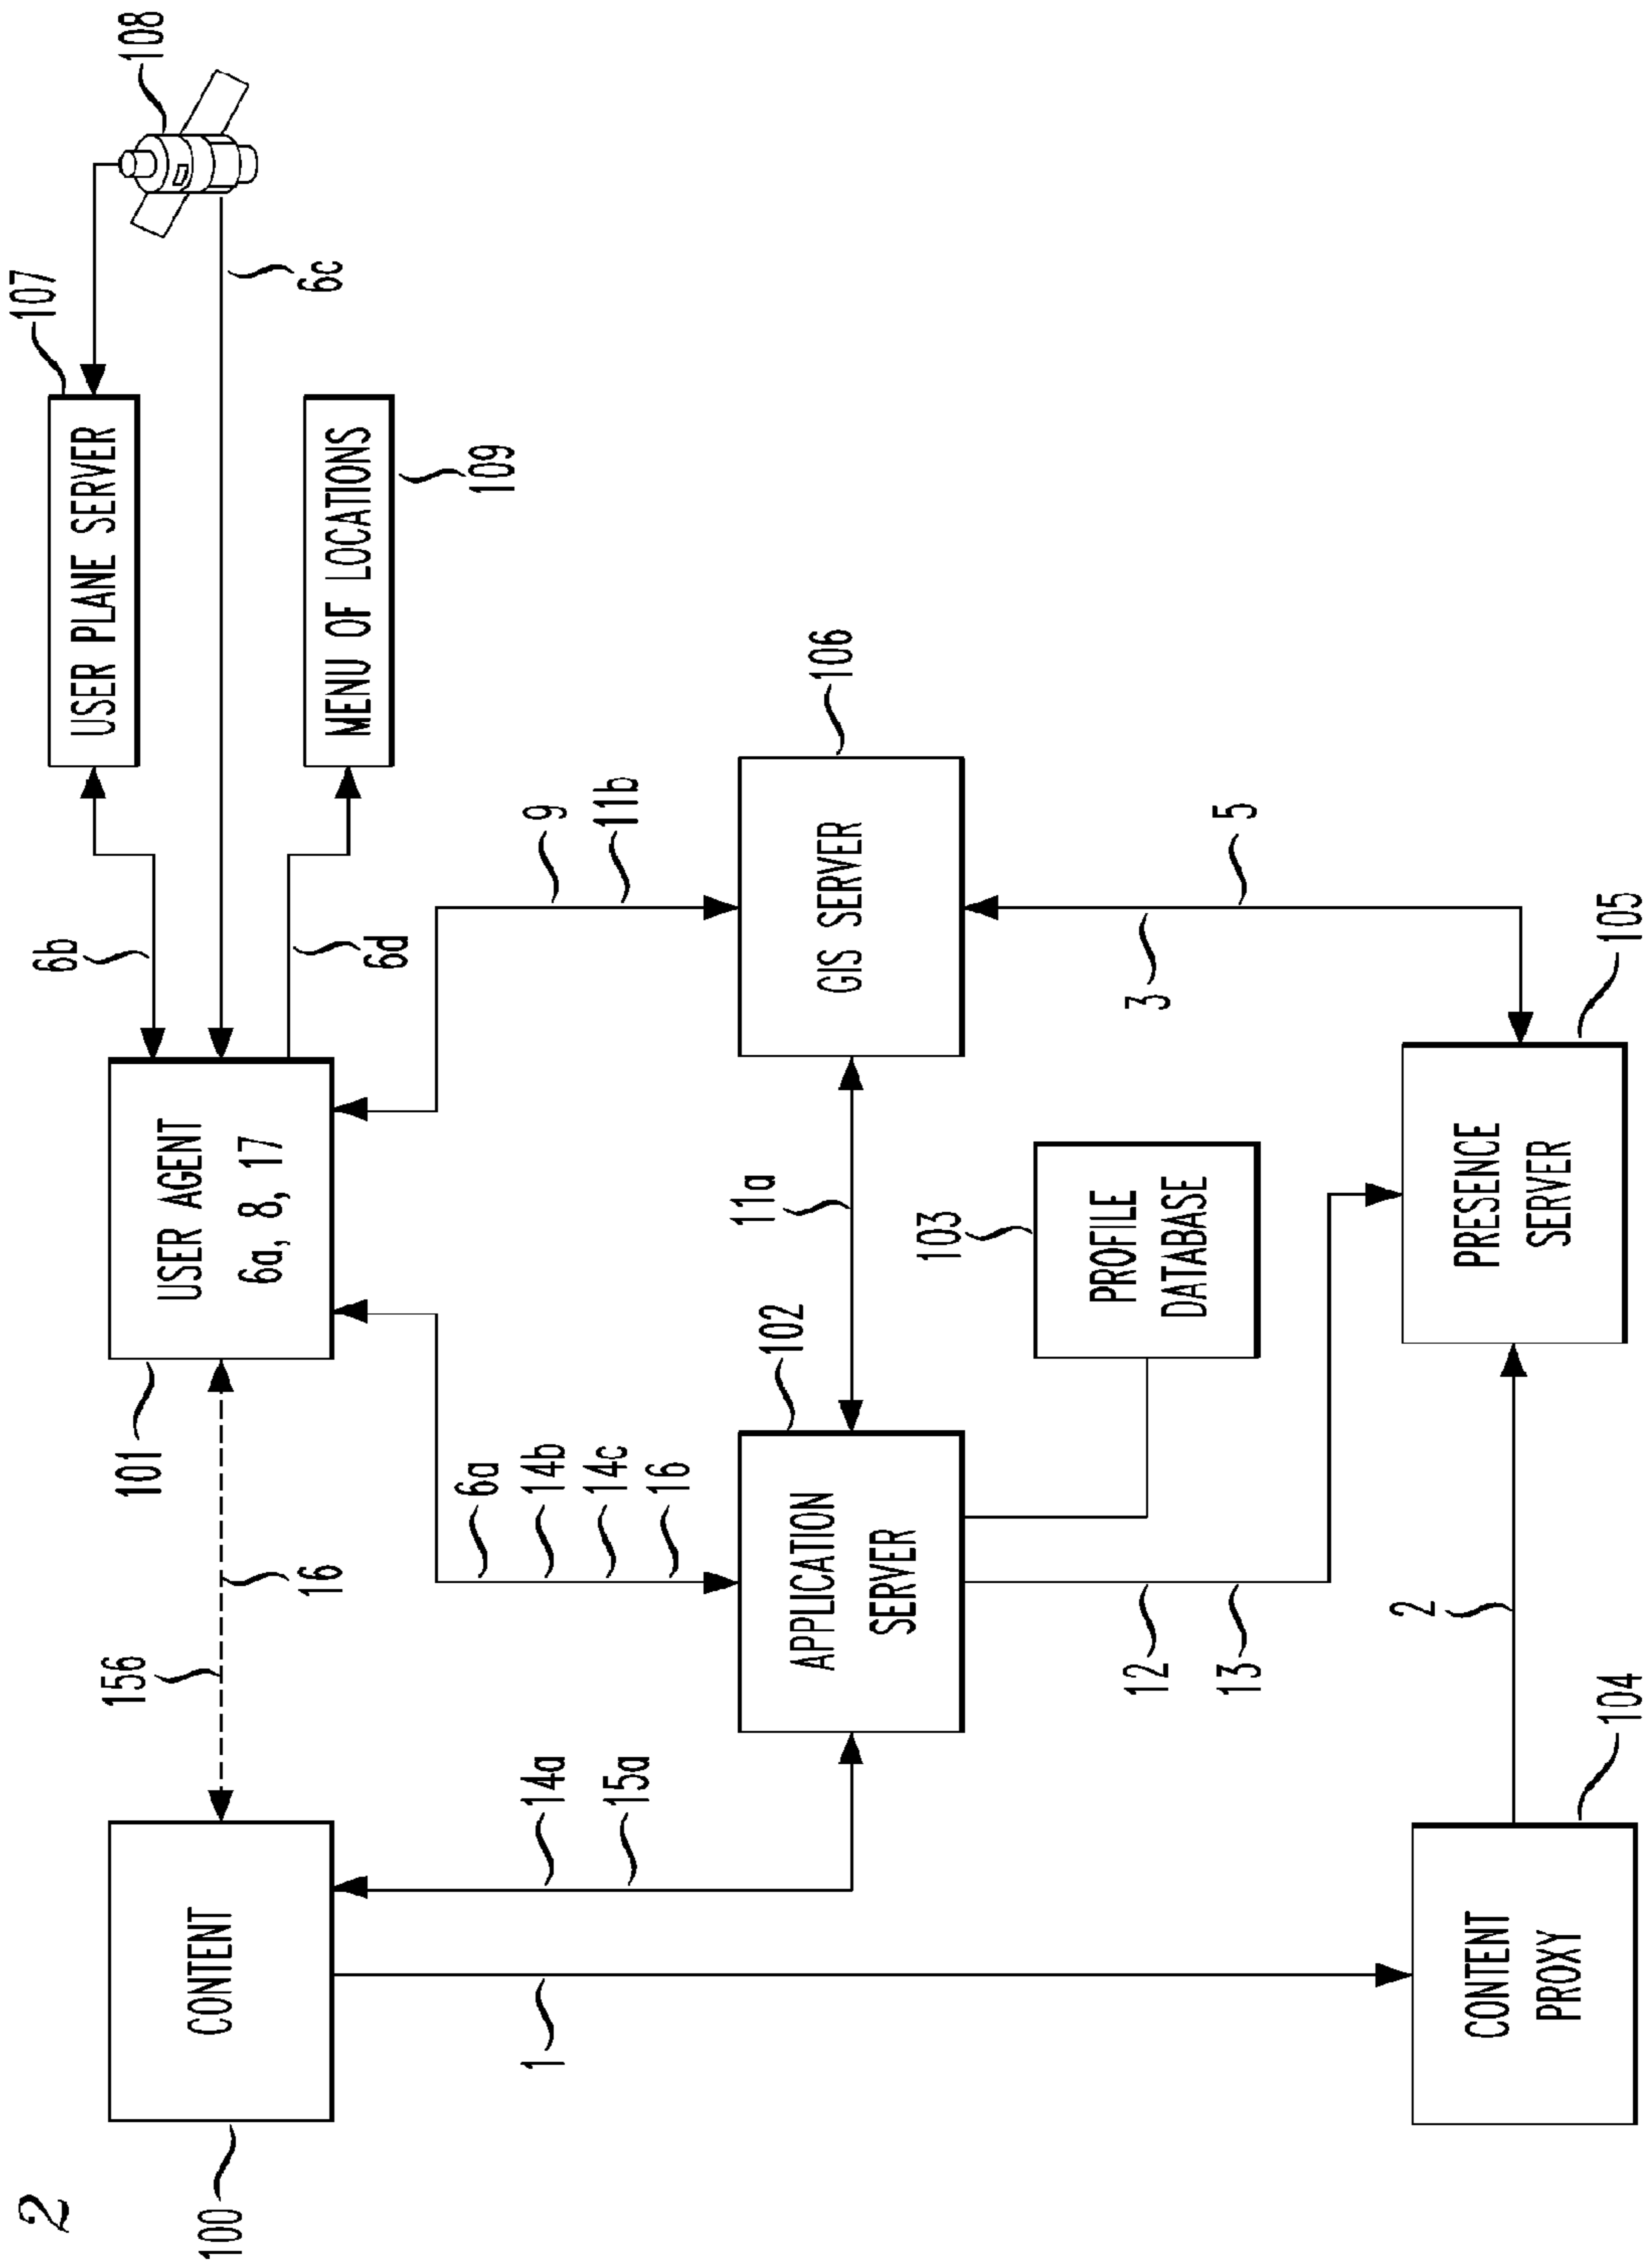 2
100
CONTENT
156
16
101
USER AGENT
6a, 8, 17
6b
6d
6c
USER PLANE SERVER
107
108
MENU OF LOCATIONS
109
1
14a
15a
6a
14b
14c
16
9
11b
APPLICATION
SERVER
102
11a
GIS SERVER
106
103
PROFILE
DATABASE
12
13
3
5
CONTENT
PROXY
104
2
PRESENCE
SERVER
105